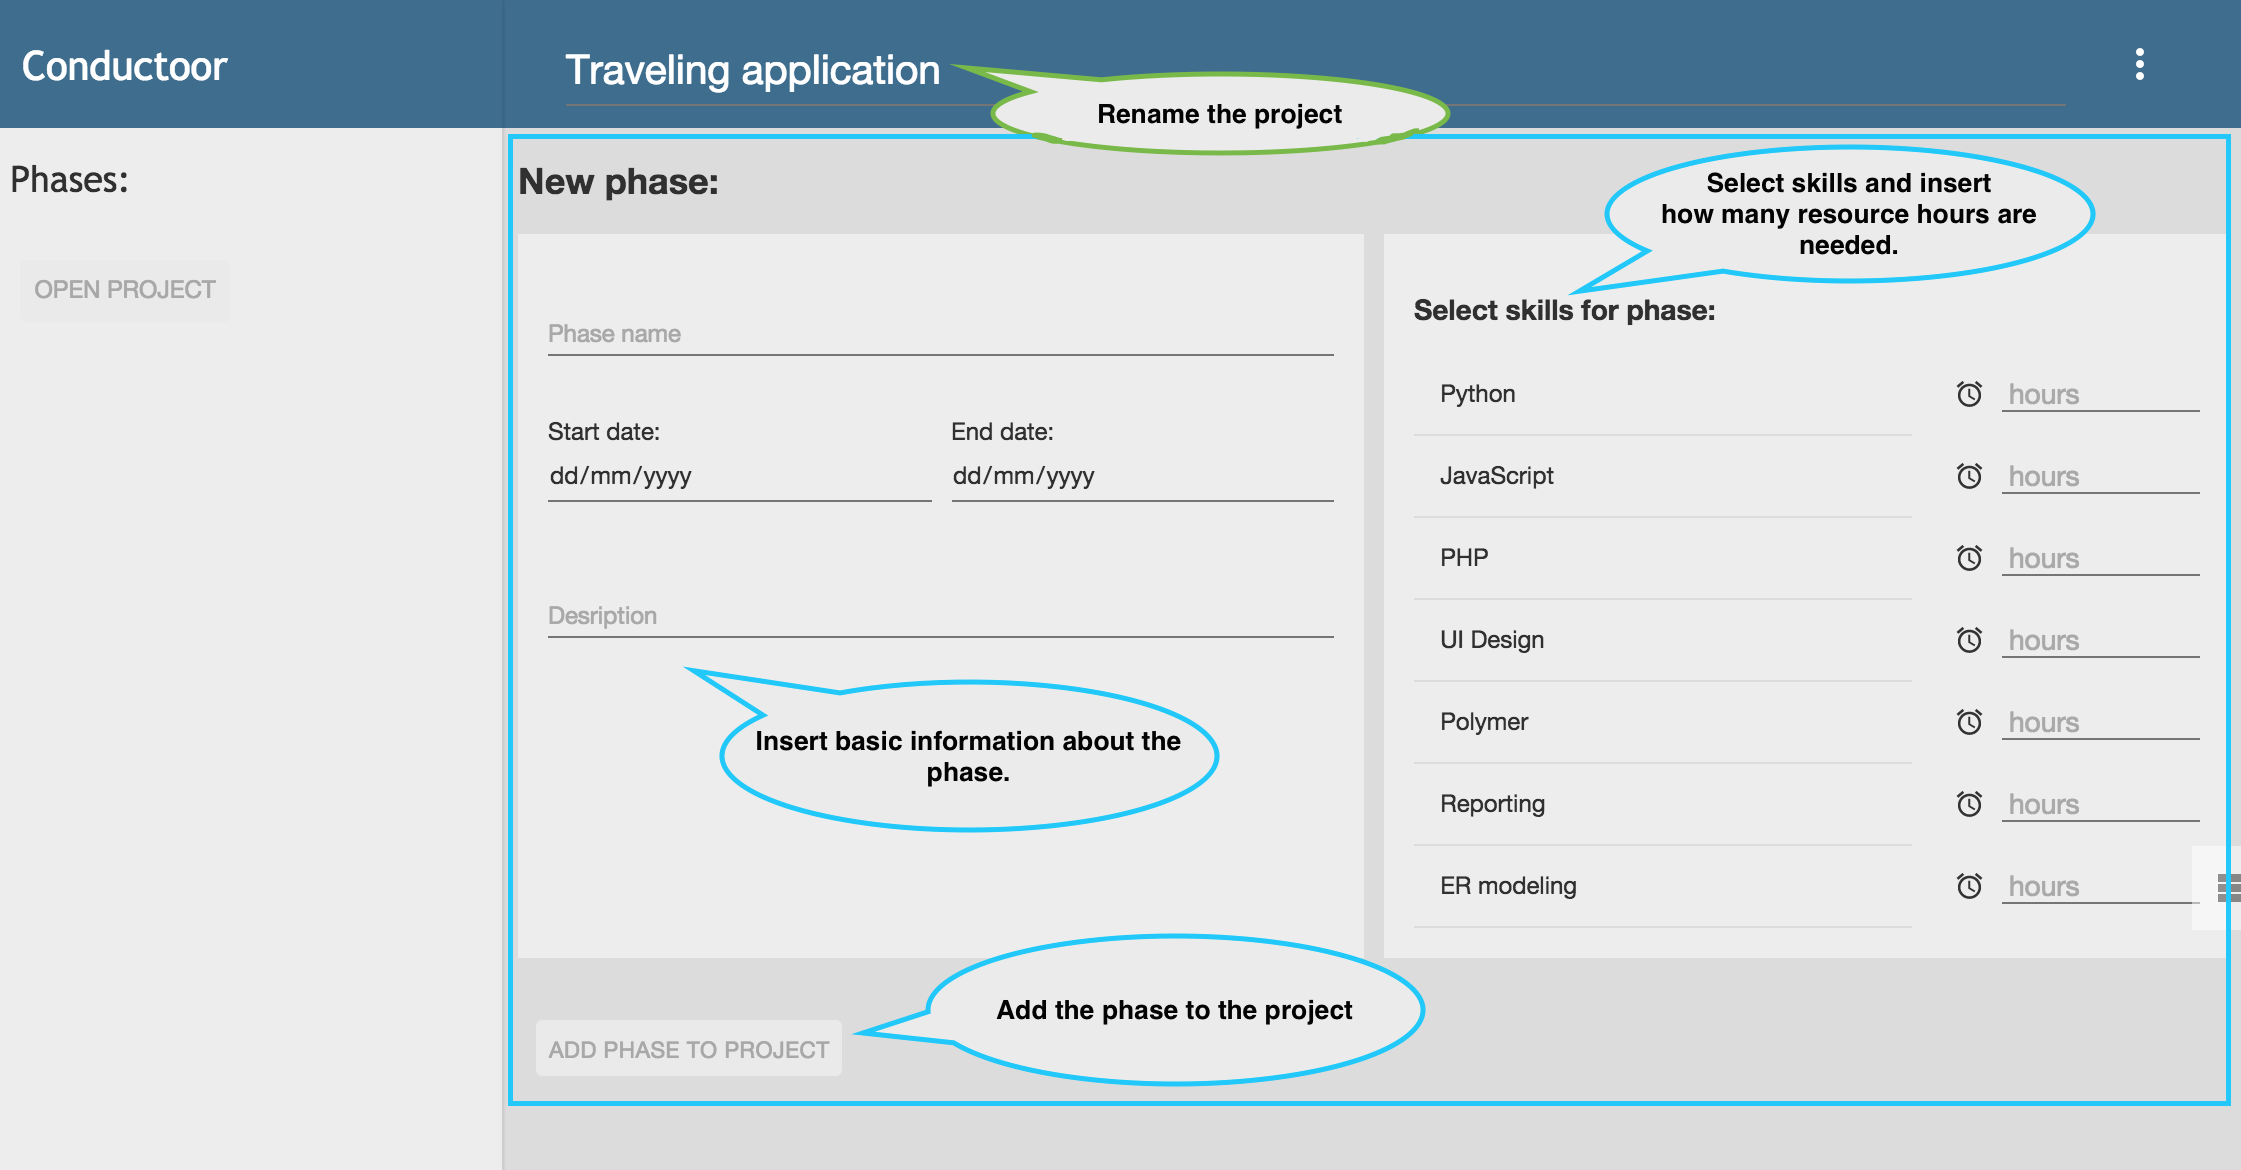 Conductoor
Traveling application
Rename the project
Phases:
OPEN PROJECT
New phase:
Select skills and insert
how many resource hours are
needed.
Phase name
Start date:
End date:
dd/mm/yyyy
dd/mm/yyyy
Desription
Insert basic information about the
phase.
Select skills for phase:
Python
hours
JavaScript
hours
PHP
hours
UI Design
hours
Polymer
hours
Reporting
hours
ER modeling
hours
Add the phase to the project
ADD PHASE TO PROJECT